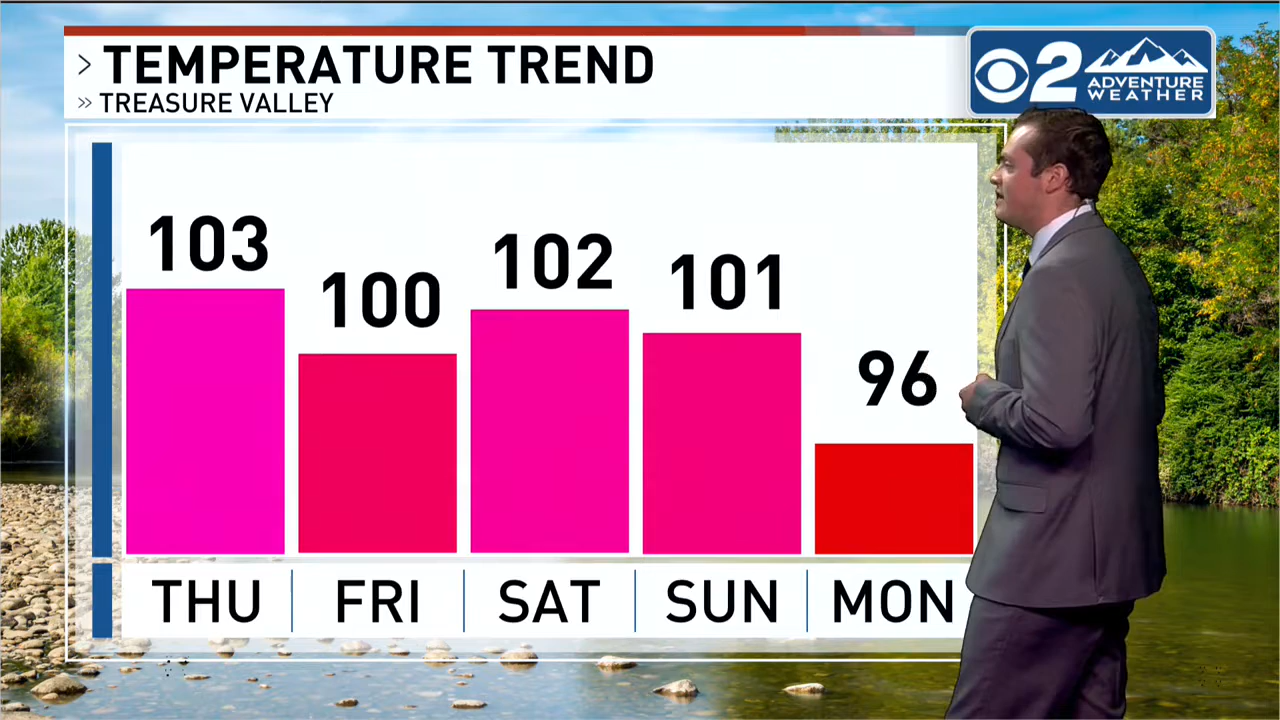 > TEMPERATURE TREND
» TREASURE VALLEY
2 ADVENTURE
WEATHER
103
100
102
101
96
THU FRI SAT SUN MON